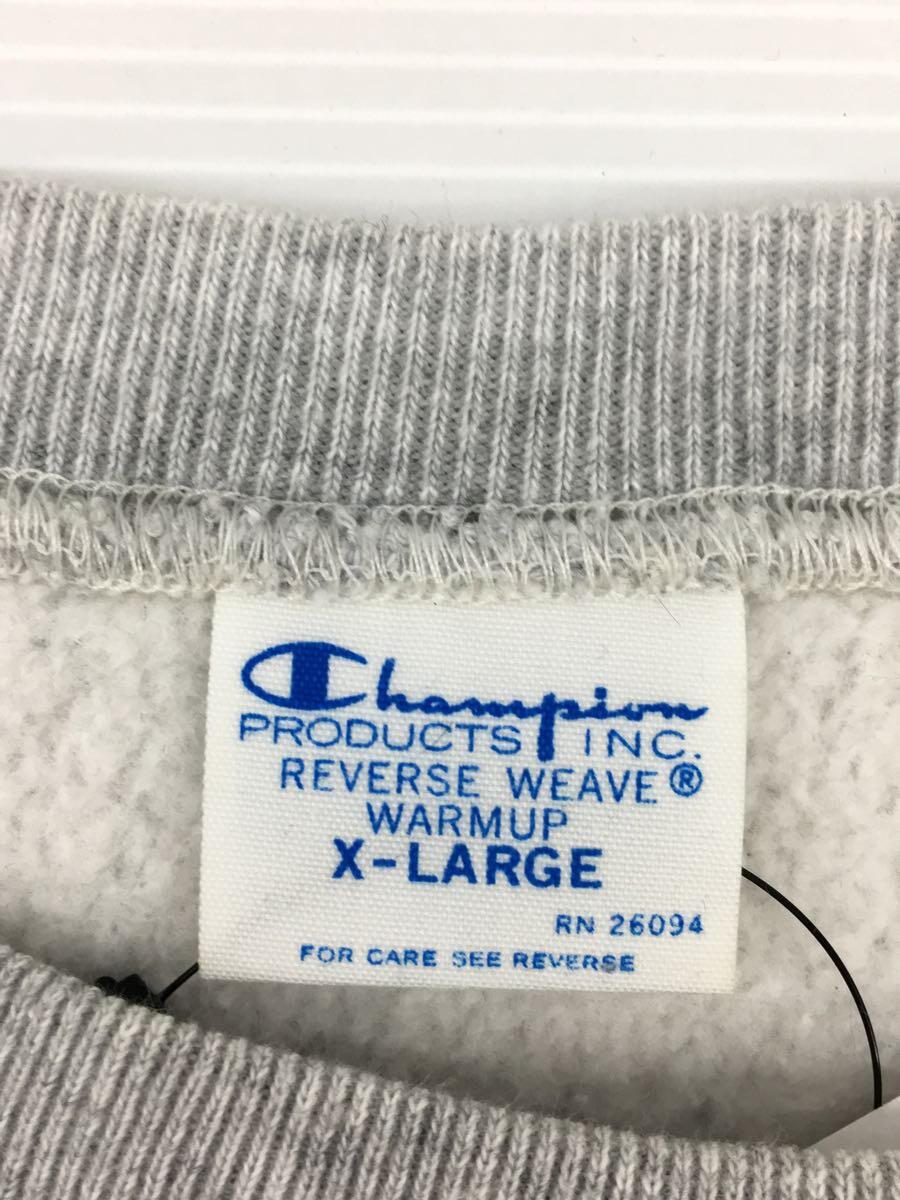 Champion
PRODUCTS INC.
REVERSE WEAVE®
WARMUP
X-LARGE
RN 26094
FOR CARE SEE REVERSE